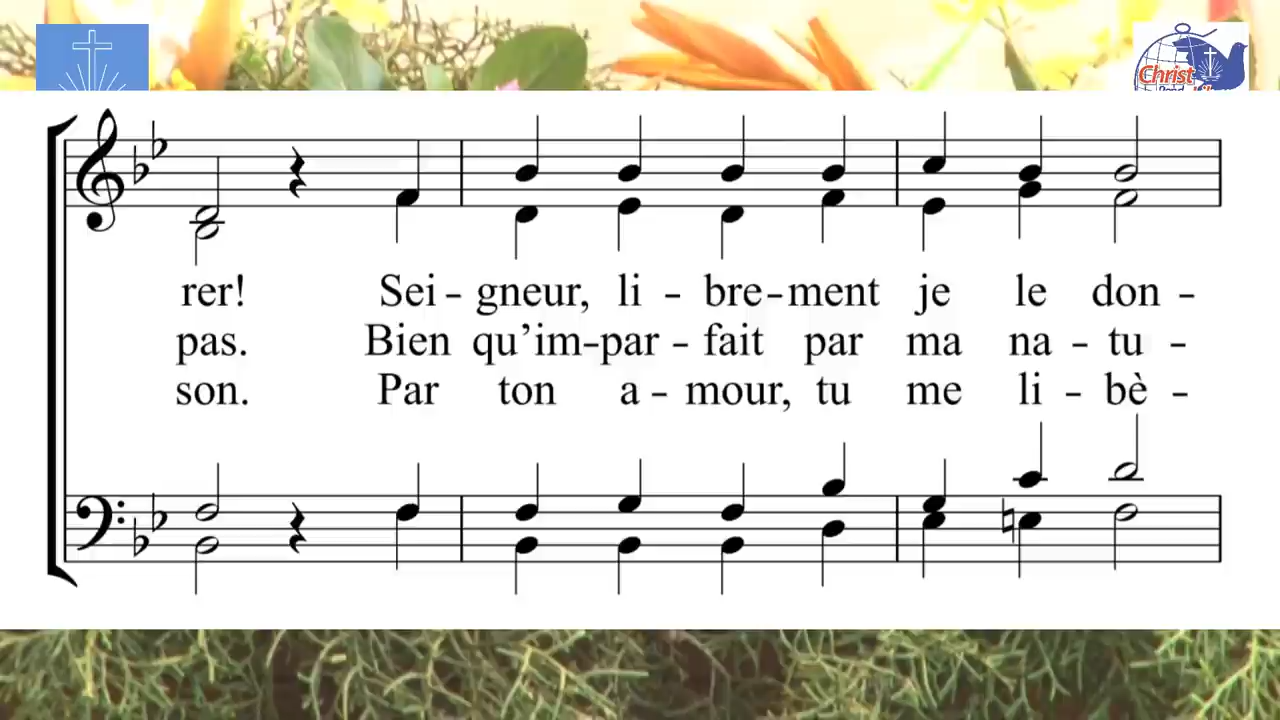 Christ
rer! Sei - gneur, li - bre-ment je le don -
pas. Bien qu'im-par - fait par ma na - tu -
son. Par ton a - mour, tu me li - bè -